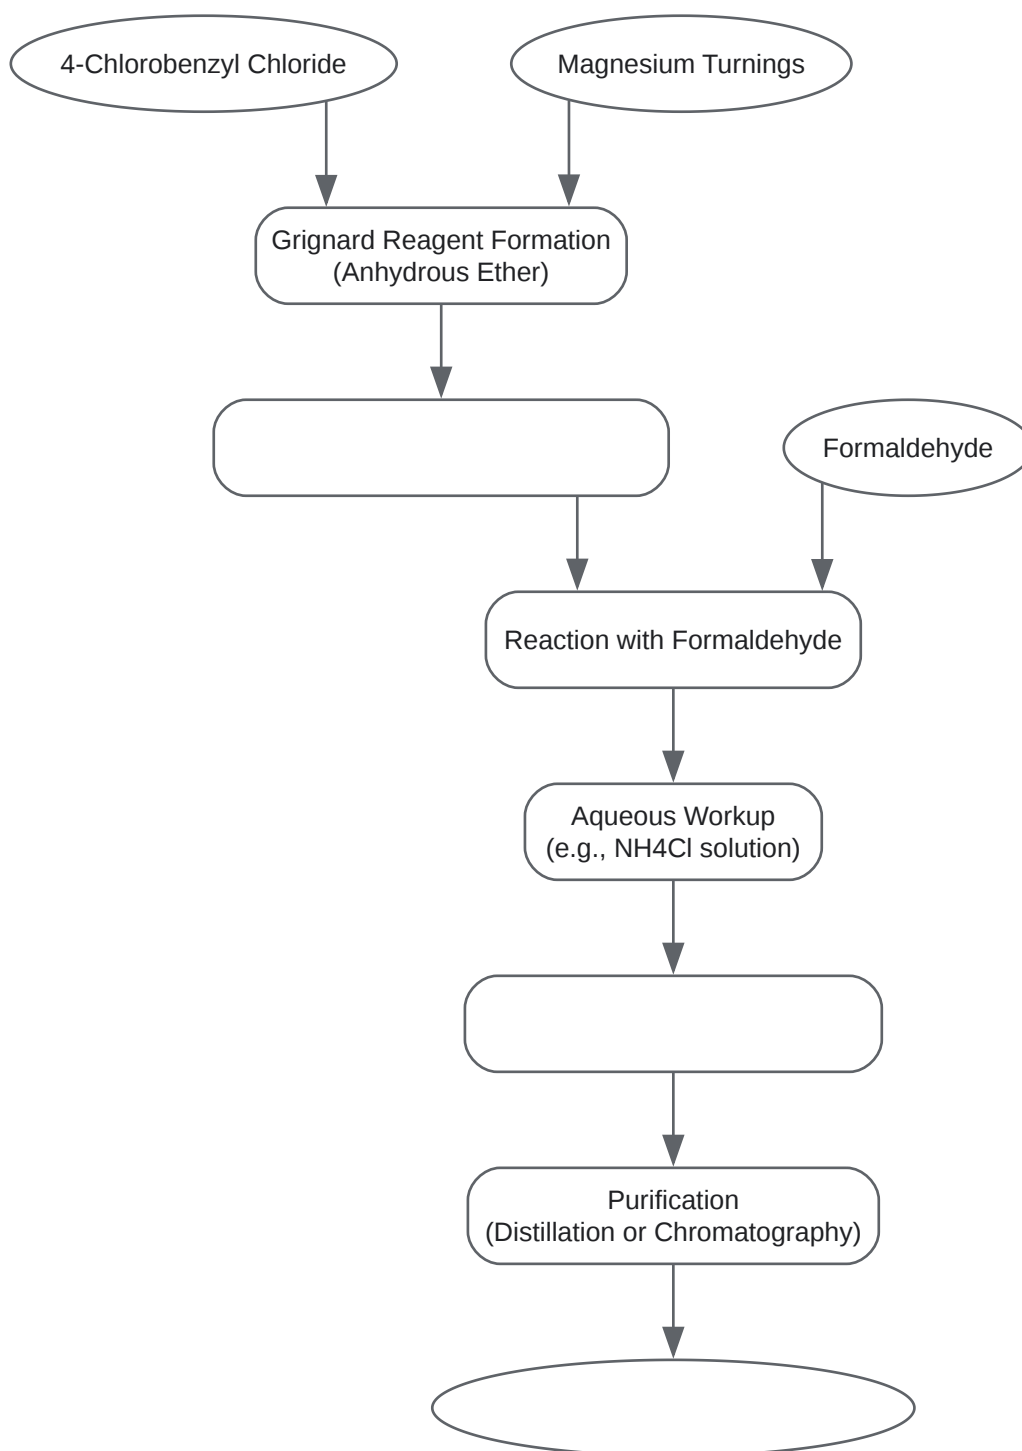 4-Chlorobenzyl Chloride
Magnesium Turnings
Grignard Reagent Formation
(Anhydrous Ether)
Formaldehyde
Reaction with Formaldehyde
Aqueous Workup
(e.g., NH4Cl solution)
Purification
(Distillation or Chromatography)